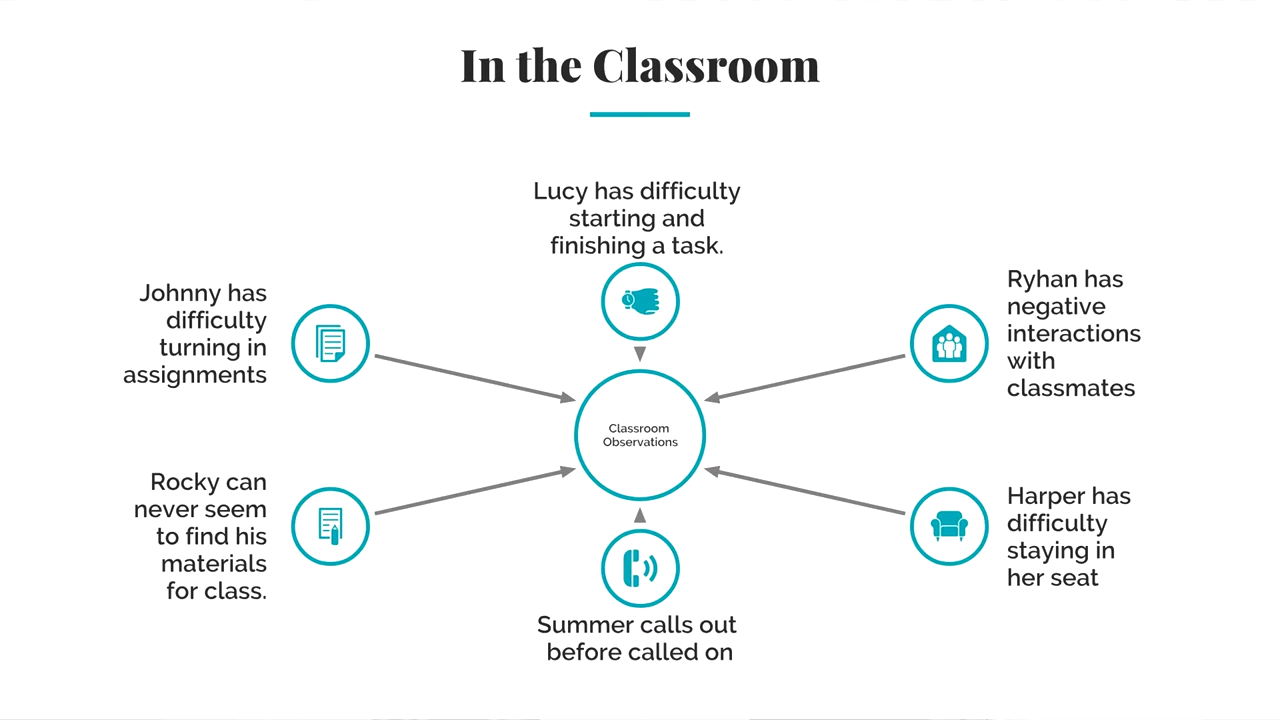 In the Classroom
Lucy has difficulty
starting and
finishing a task.
Johnny has
difficulty
turning in
assignments
Ryhan has
negative
interactions
with
classmates
Classroom
Observations
Rocky can
never seem
to find his
materials
for class.
Harper has
difficulty
staying in
her seat
Summer calls out
before called on